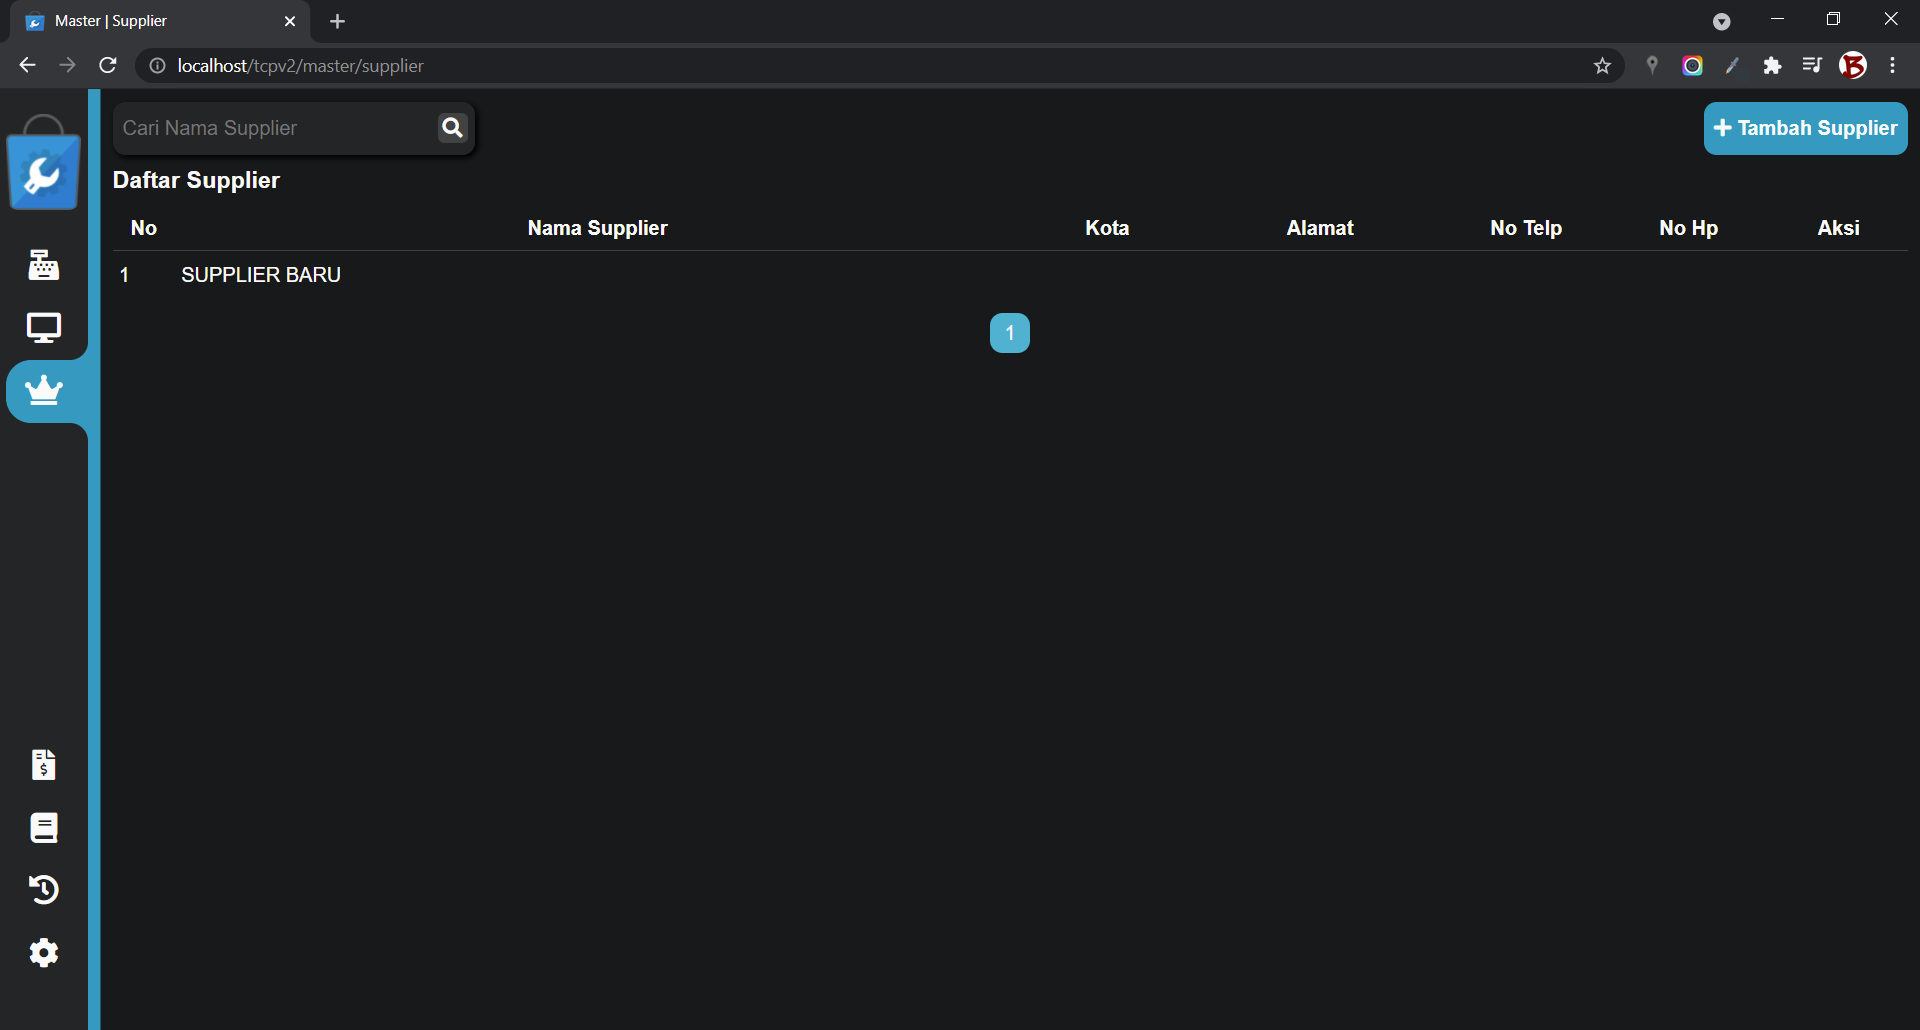 Master | Supplier
localhost/tcpv2/master/supplier
Cari Nama Supplier
Tambah Supplier
Daftar Supplier
No Nama Supplier Kota Alamat No Telp No Hp Aksi
1 SUPPLIER BARU
1